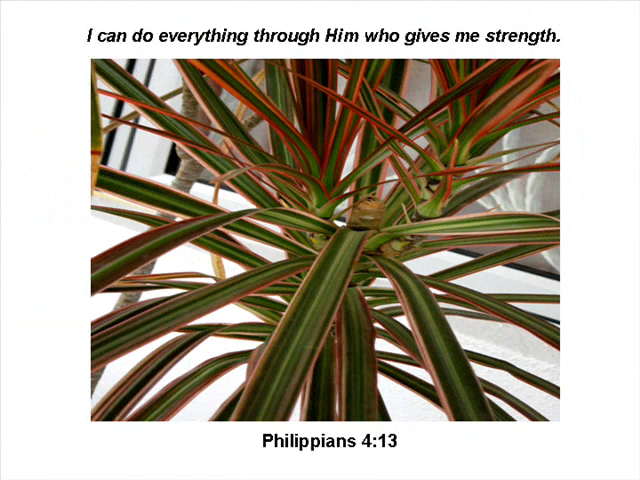 I can do everything through Him who gives me strength.
Philippians 4:13